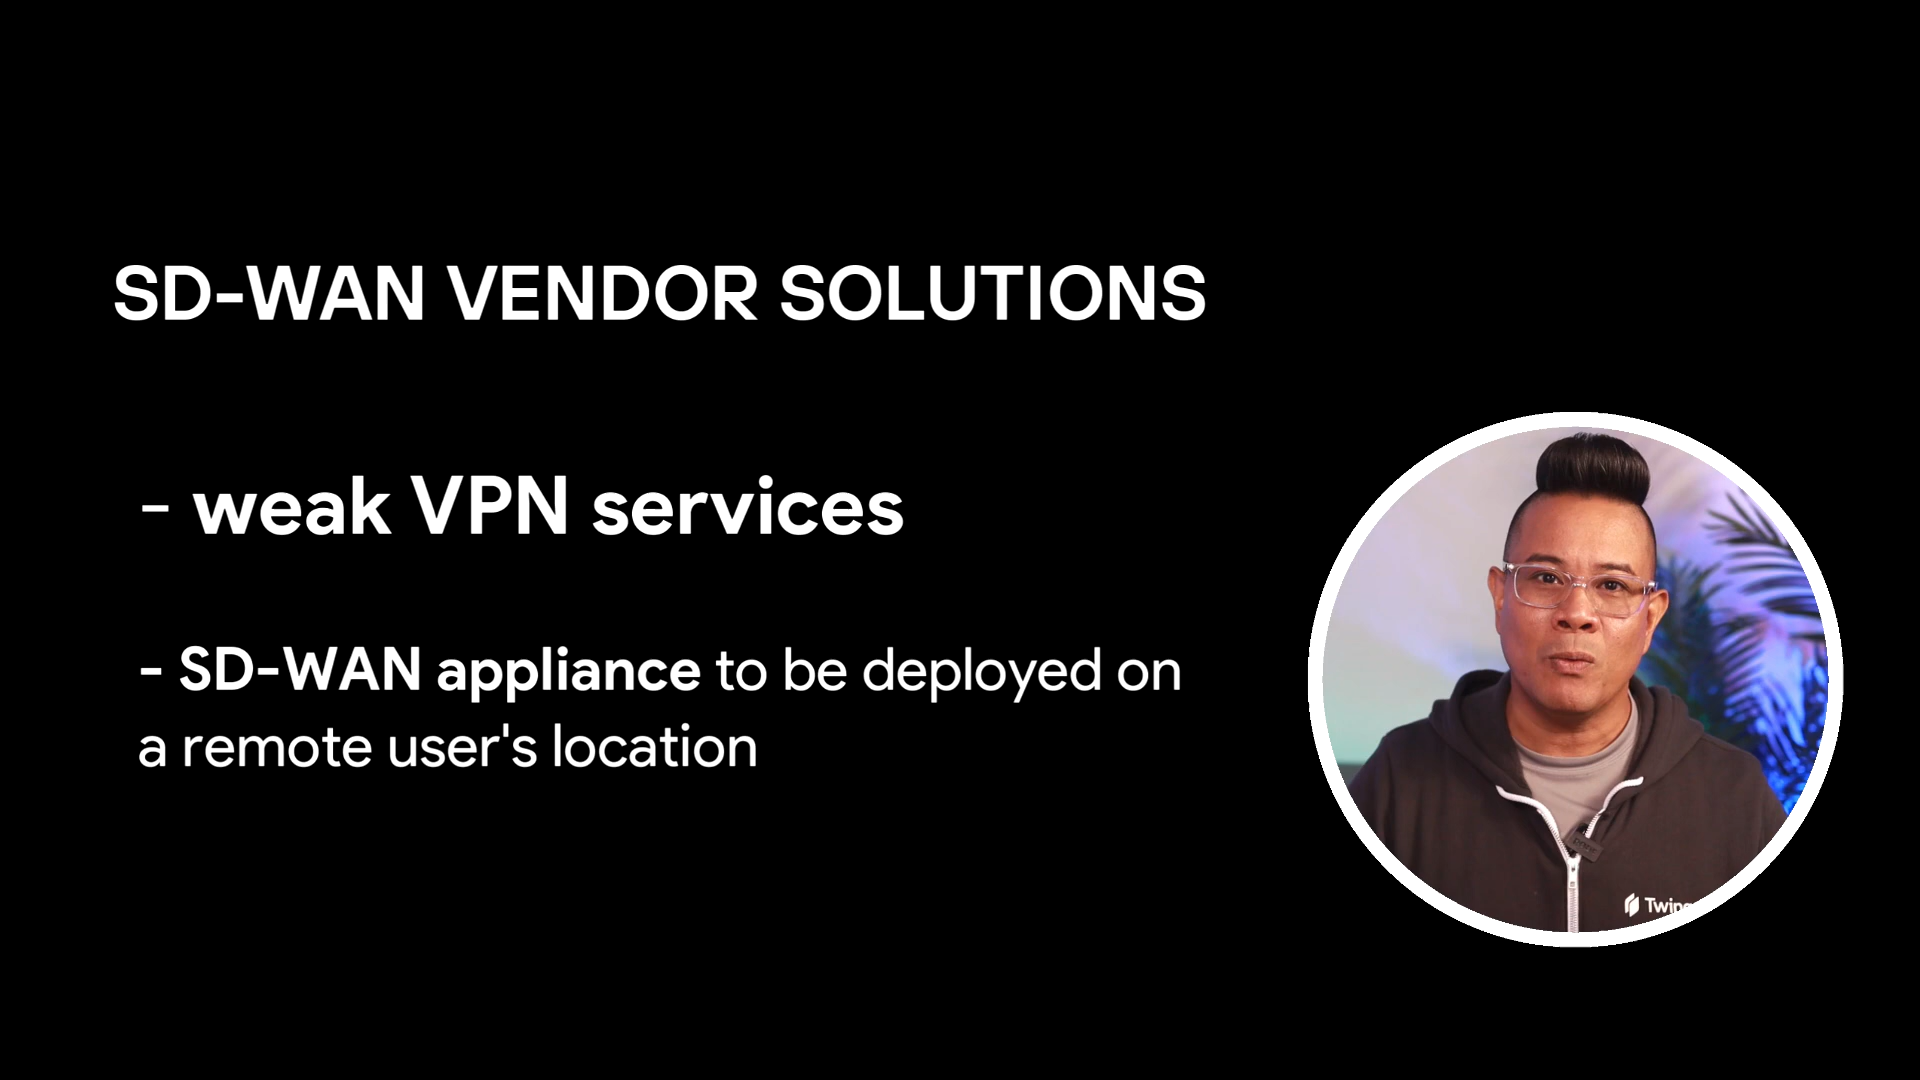 SD-WAN VENDOR SOLUTIONS
- weak VPN services
- SD-WAN appliance to be deployed on
a remote user's location